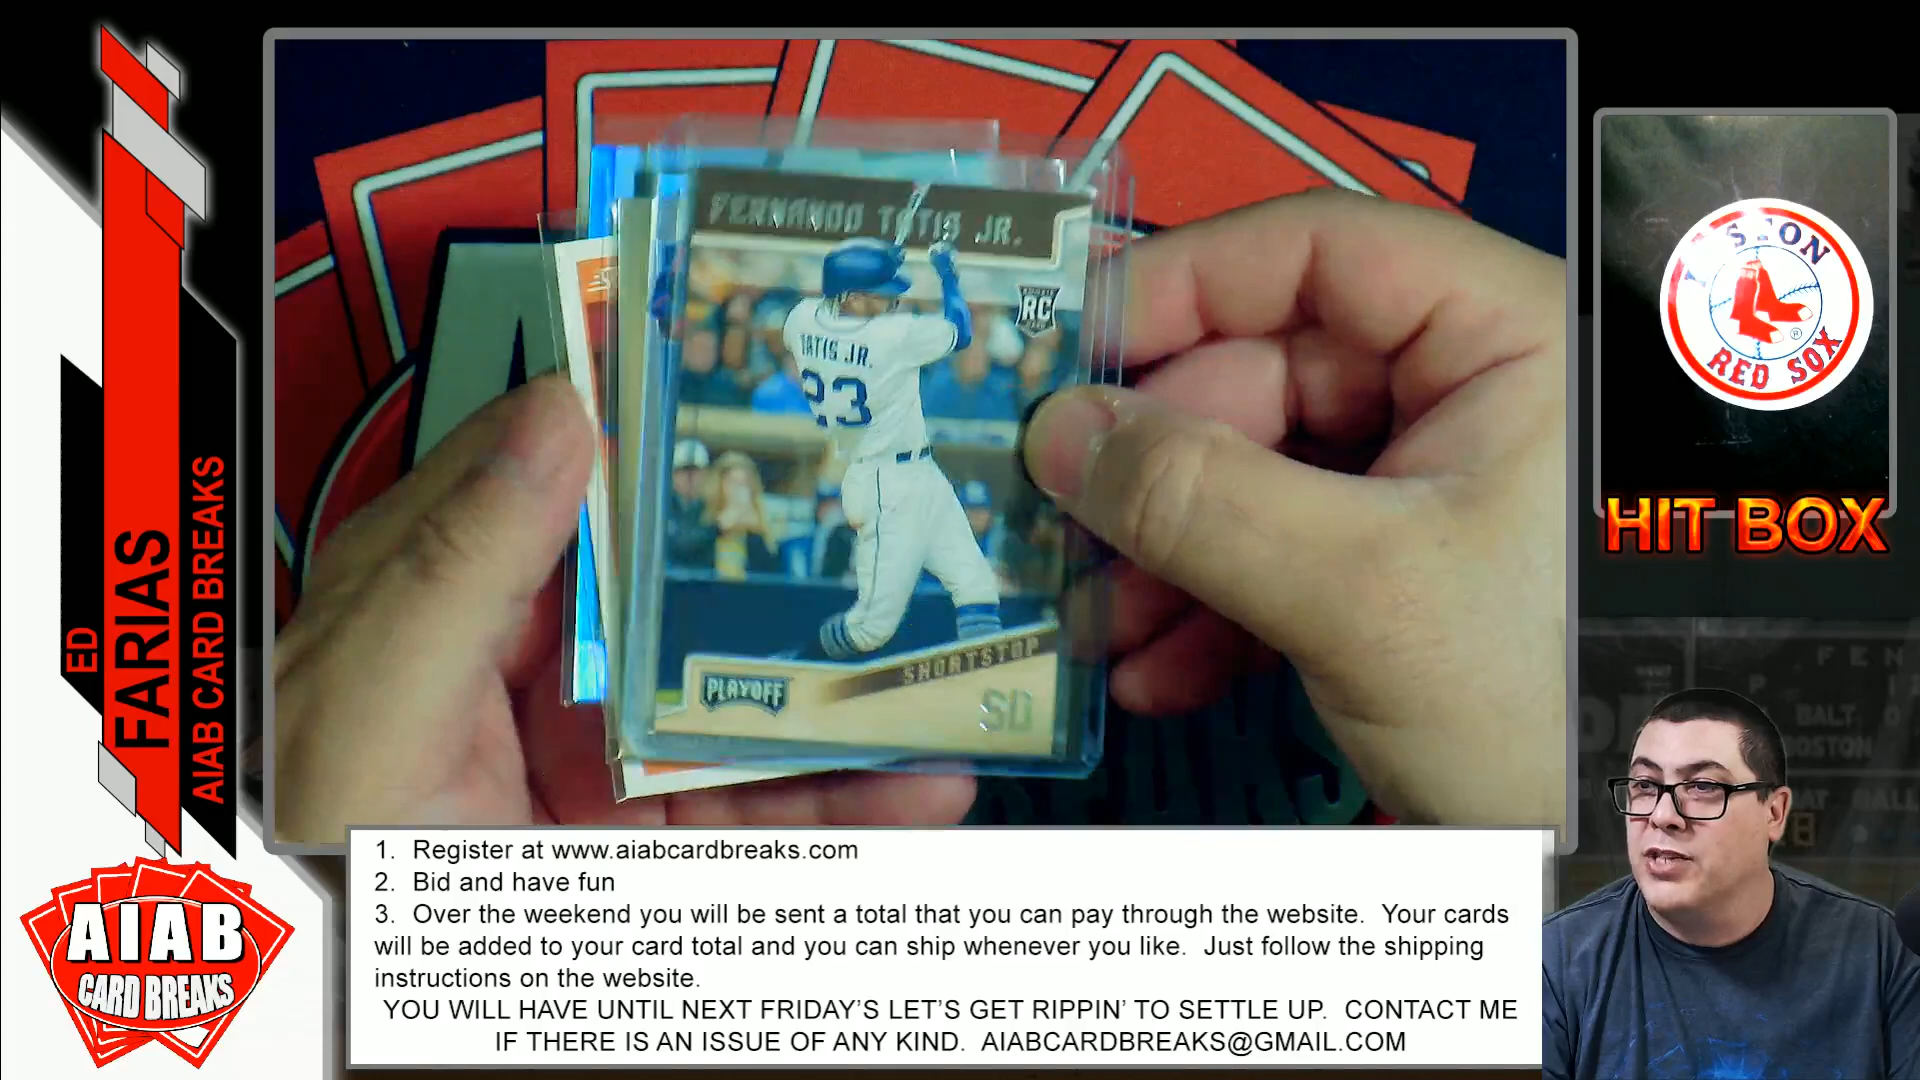 ED
FARIAS
AIAB CARD BREAKS
AIAB
CARD BREAKS
FERNANDO TATIS JR.
RC
TATIS JR.
23
SHORTSTOP
PLAYOFF
SD
RED SOX
HIT BOX
FEN
BALT
BOSTON
BALL
1. Register at www.aiabcardbreaks.com
2. Bid and have fun
3. Over the weekend you will be sent a total that you can pay through the website. Your cards
will be added to your card total and you can ship whenever you like. Just follow the shipping
instructions on the website.
YOU WILL HAVE UNTIL NEXT FRIDAY'S LET'S GET RIPPIN' TO SETTLE UP. CONTACT ME
IF THERE IS AN ISSUE OF ANY KIND. AIABCARDBREAKS@GMAIL.COM